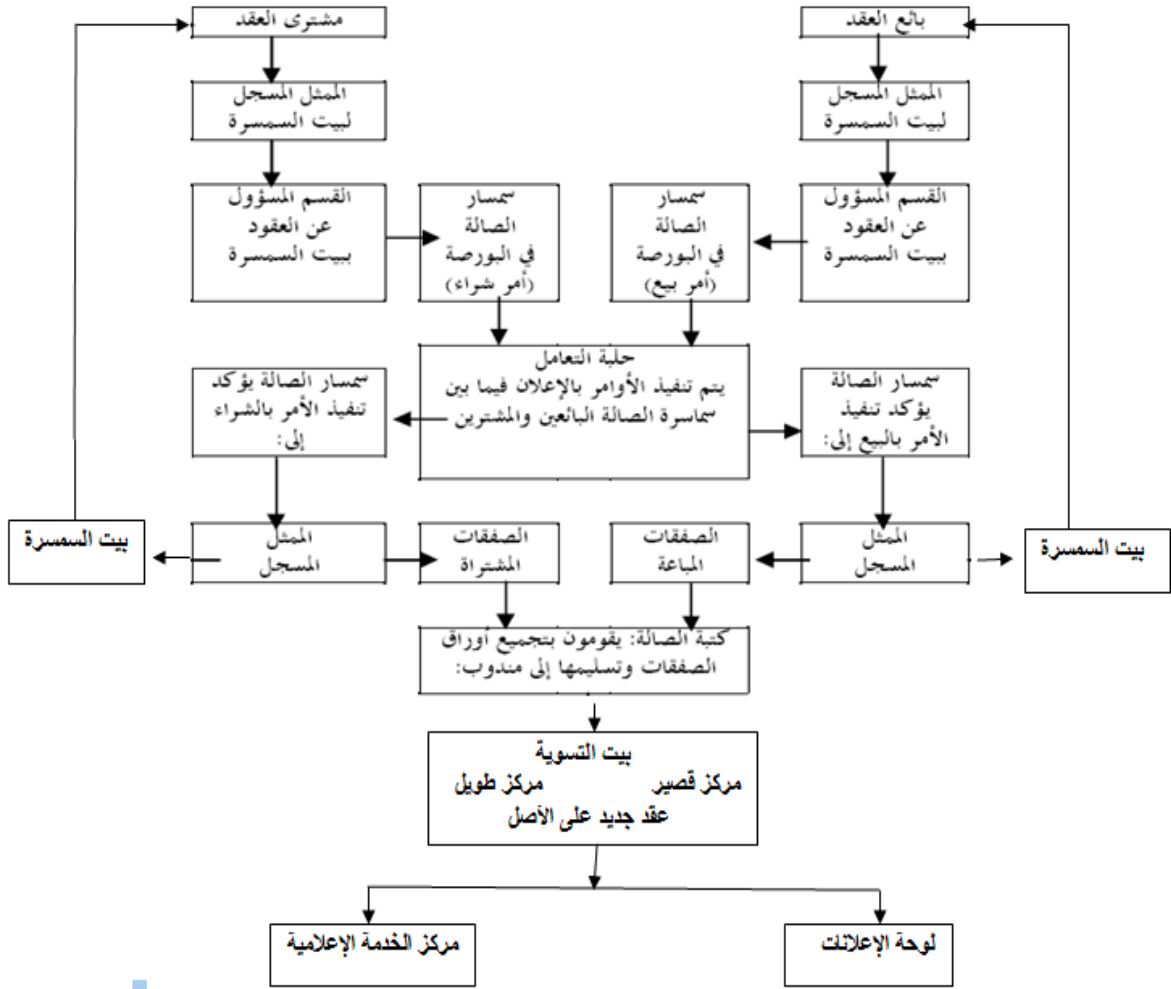 بائع العقد
مشترى العقد
الممثل المسجل
لبيت السمسرة
الممثل المسجل
لبيت السمسرة
القسم المسؤول
عن العقود
ببيت السمسرة
سمسار
الصالة
في البورصة
(أمر بيع)
سمسار
الصالة
في البورصة
(أمر شراء)
القسم المسؤول
عن العقود
ببيت السمسرة
حلبة التعامل
يتم تنفيذ الأوامر بالإعلان فيما بين
سماسرة الصالة البائعين والمشترين
سمسار الصالة
يؤكد تنفيذ
الأمر بالبيع إلى:
سمسار الصالة يؤكد
تنفيذ الأمر بالشراء
إلى:
بيت السمسرة
الممثل
المسجل
الصفقات
المباعة
الصفقات
المشتراة
الممثل
المسجل
بيت السمسرة
كتبة الصالة: يقومون بتجميع أوراق
الصفقات وتسليمها إلى مندوب:
بيت التسوية
مركز قصير مركز طويل
عقد جديد على الأصل
لوحة الإعلانات
مركز الخدمة الإعلامية